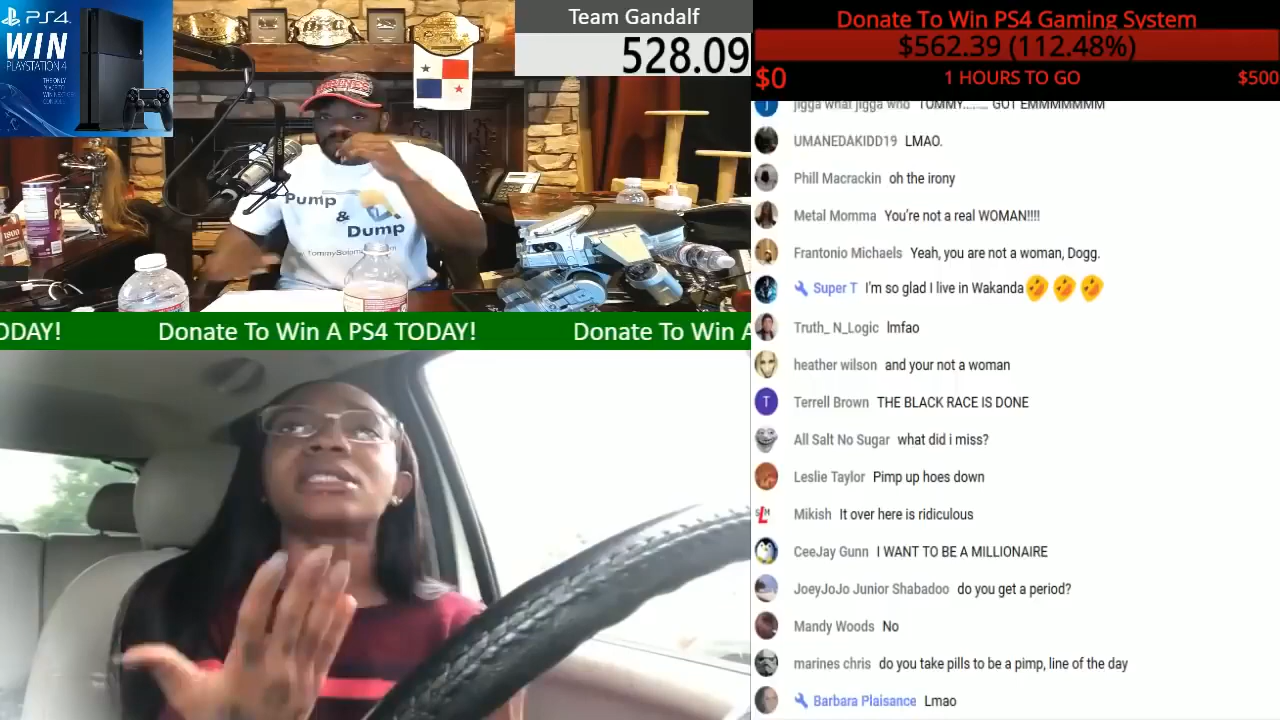 PS4
WIN
PLAYSTATION 4
Team Gandalf
528.09
Pump
&
Dump
Donate To Win PS4 Gaming System
$562.39 (112.48%)
$0
1 HOURS TO GO
$500
ODAY!
Donate To Win A PS4 TODAY!
Donate To Win A
jigga what jigga who TOMMY....... GOT EMMMMMMM
UMANEDAKIDD19 LMAO.
Phill Macrackin oh the irony
Metal Momma You're not a real WOMAN!!!!
Frantonio Michaels Yeah, you are not a woman, Dogg.
Super T I'm so glad I live in Wakanda
Truth_ N_Logic lmfao
heather wilson and your not a woman
T
Terrell Brown THE BLACK RACE IS DONE
All Salt No Sugar what did i miss?
Leslie Taylor Pimp up hoes down
Mikish It over here is ridiculous
CeeJay Gunn I WANT TO BE A MILLIONAIRE
JoeyJoJo Junior Shabadoo do you get a period?
Mandy Woods No
marines chris do you take pills to be a pimp, line of the day
Barbara Plaisance Lmao